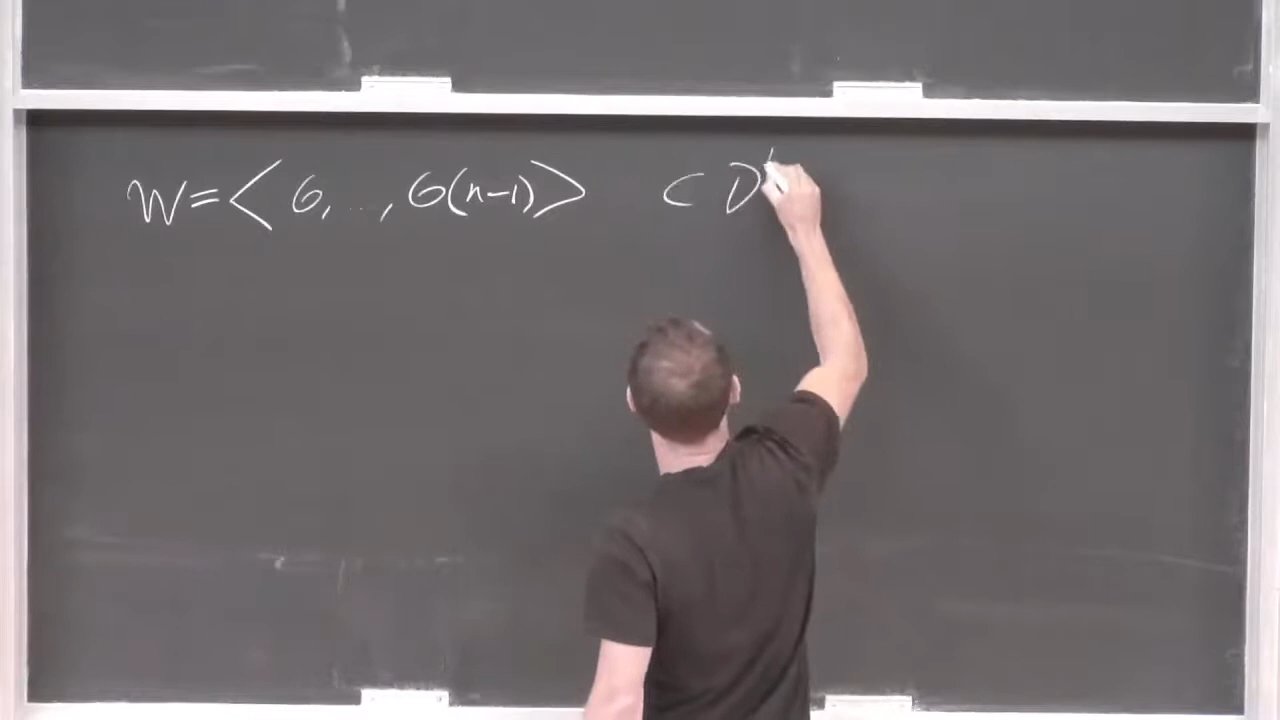 W = < O, ..., O(n-1) > ⊂ D